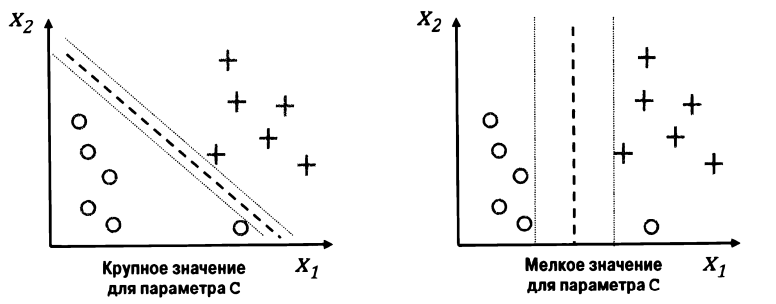 X2
X2
X1
X1
Крупное значение
для параметра C
Мелкое значение
для параметра C